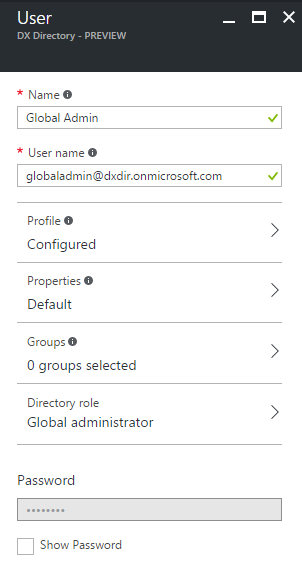 User
DX Directory - PREVIEW
* Name
Global Admin
* User name
globaladmin@dxdir.onmicrosoft.com
Profile
Configured
Properties
Default
Groups
0 groups selected
Directory role
Global administrator
Password
••••••••
Show Password